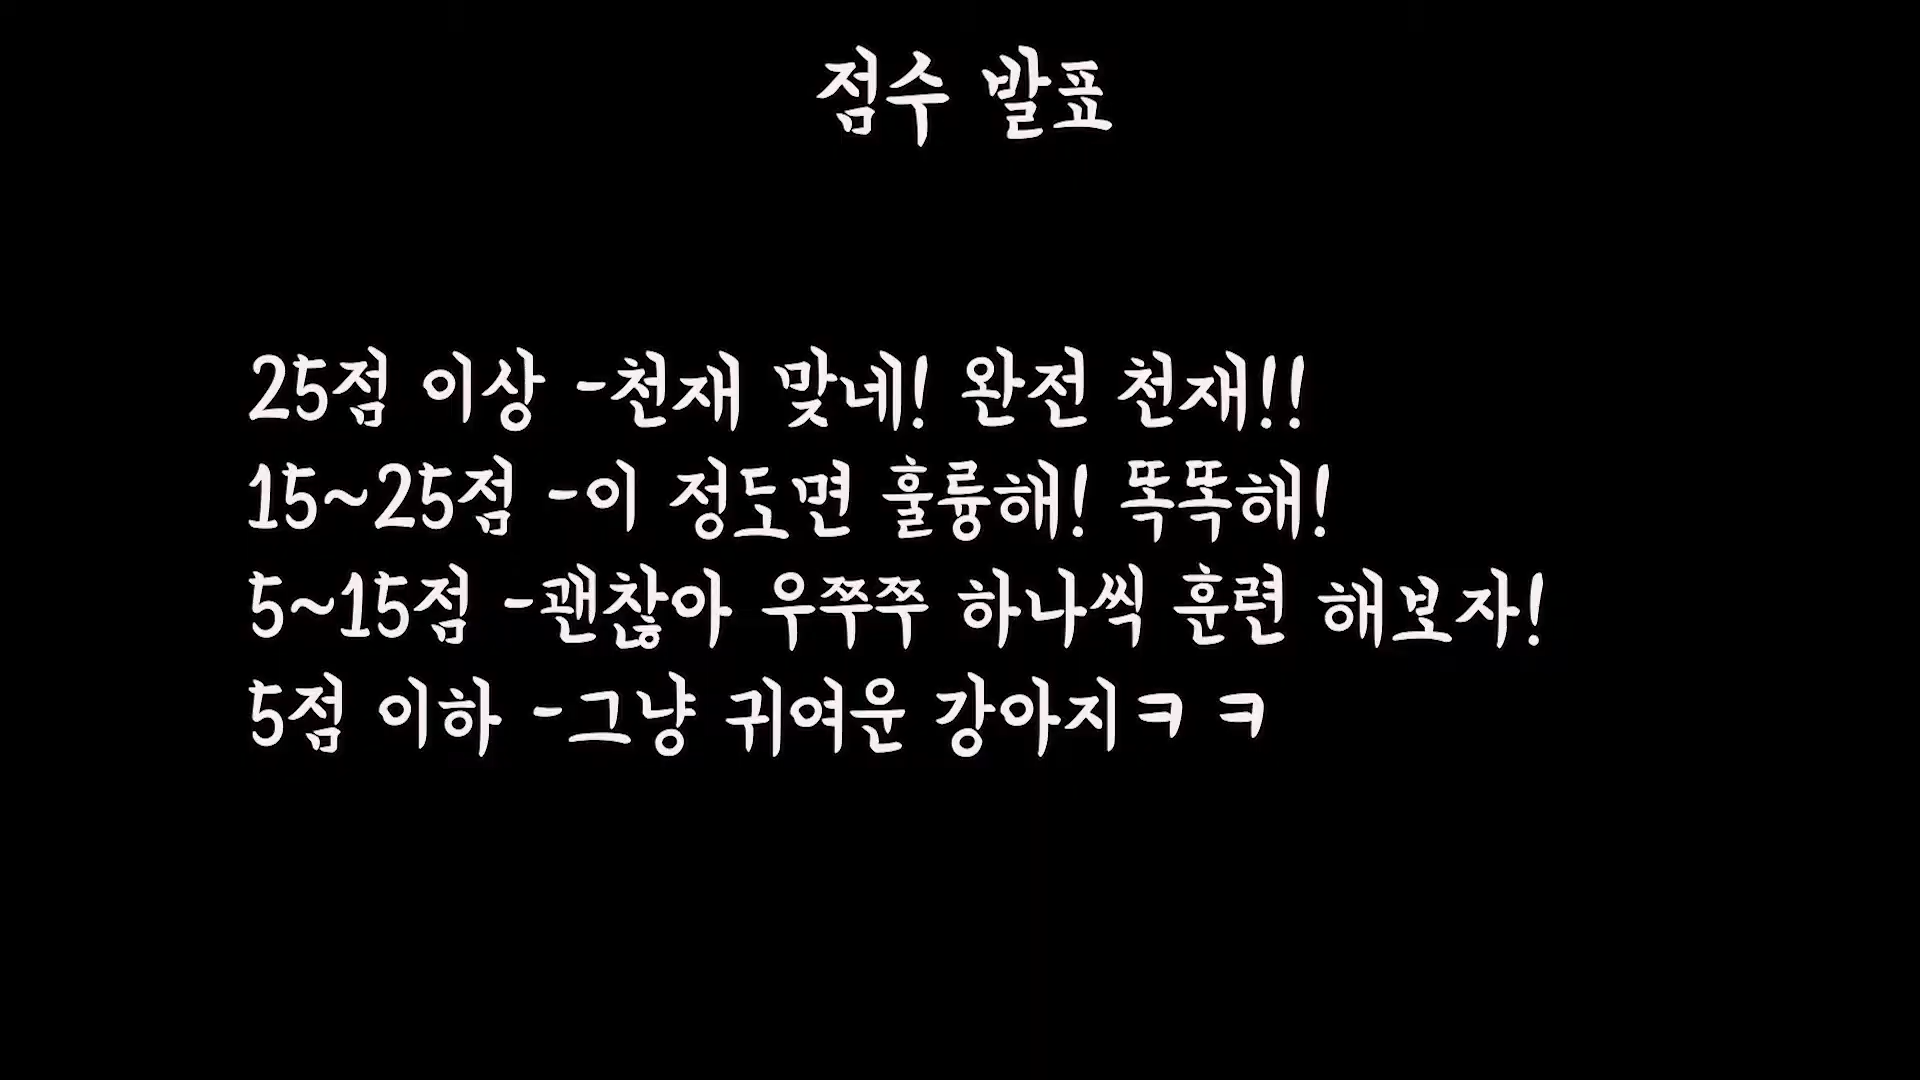 점수 발표
25점 이상 -천재 맞네! 완전 천재!!
15~25점 -이 정도면 훌륭해! 똑똑해!
5~15점 -괜찮아 우쭈쭈 하나씩 훈련 해보자!
5점 이하 -그냥 귀여운 강아지ㅋㅋ